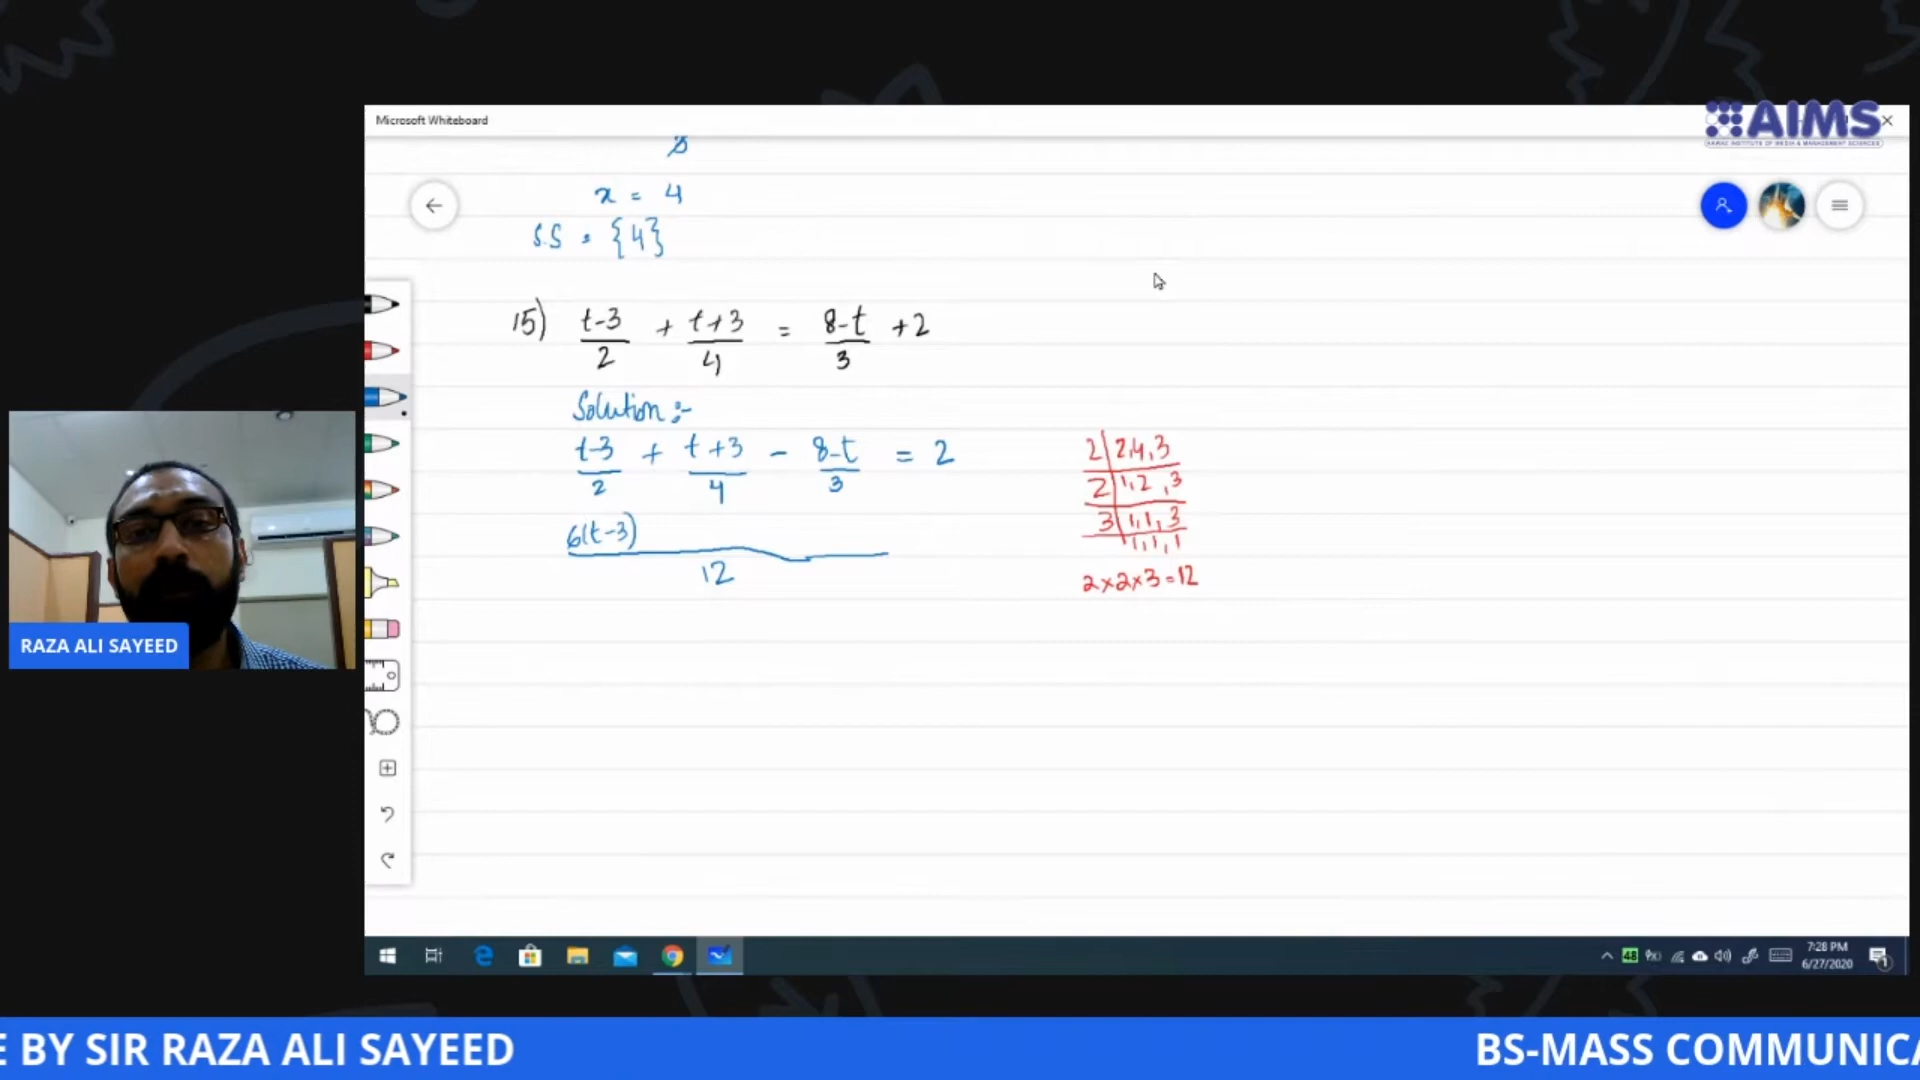 Microsoft Whiteboard
AIMS
x = 4
S.S = {4}
15) t-3/2 + t+3/4 = 8-t/3 + 2
Solution :-
t-3/2 + t+3/4 - 8-t/3 = 2
6(t-3)
12
2 | 2,4,3
2 | 1,2,3
3 | 1,1,3
1,1,1
2×2×3=12
RAZA ALI SAYEED
48
7:28 PM
6/27/2020
1
E BY SIR RAZA ALI SAYEED
BS-MASS COMMUNICA